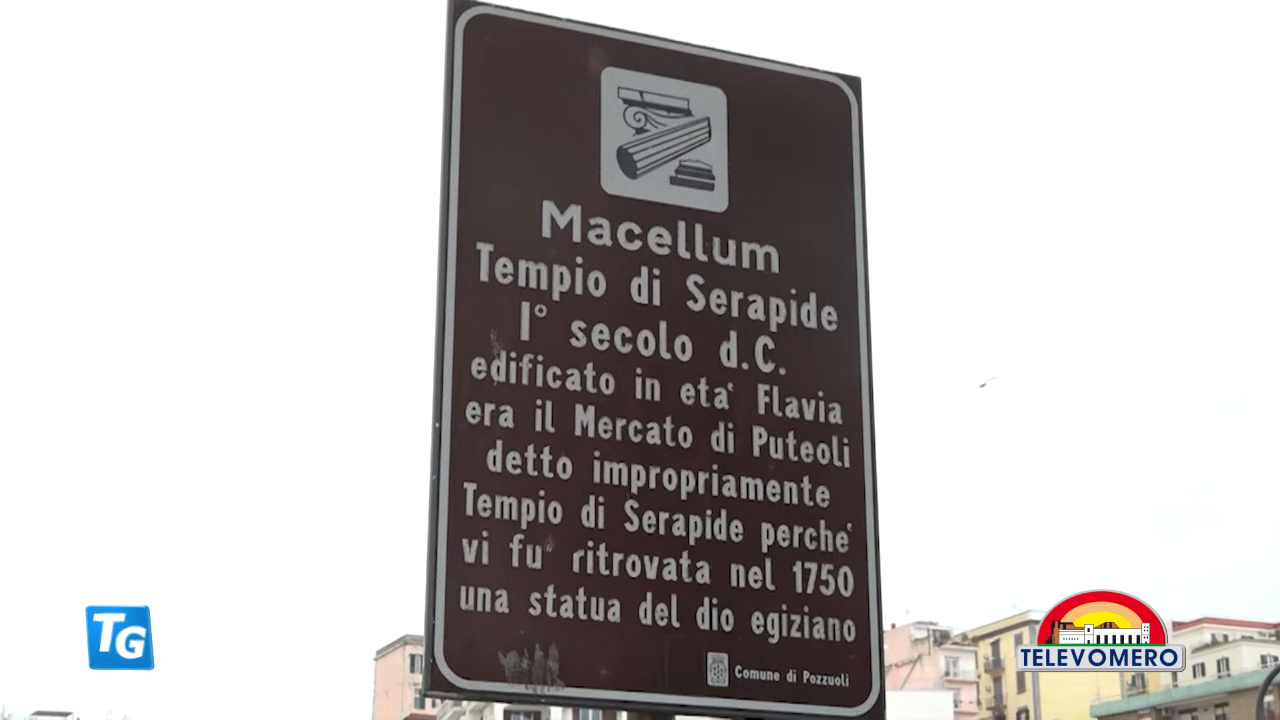 Macellum
Tempio di Serapide
I° secolo d.C.
edificato in eta' Flavia
era il Mercato di Puteoli
detto impropriamente
Tempio di Serapide perche'
vi fu' ritrovata nel 1750
una statua del dio egiziano
Comune di Pozzuoli
TG
TELEVOMERO